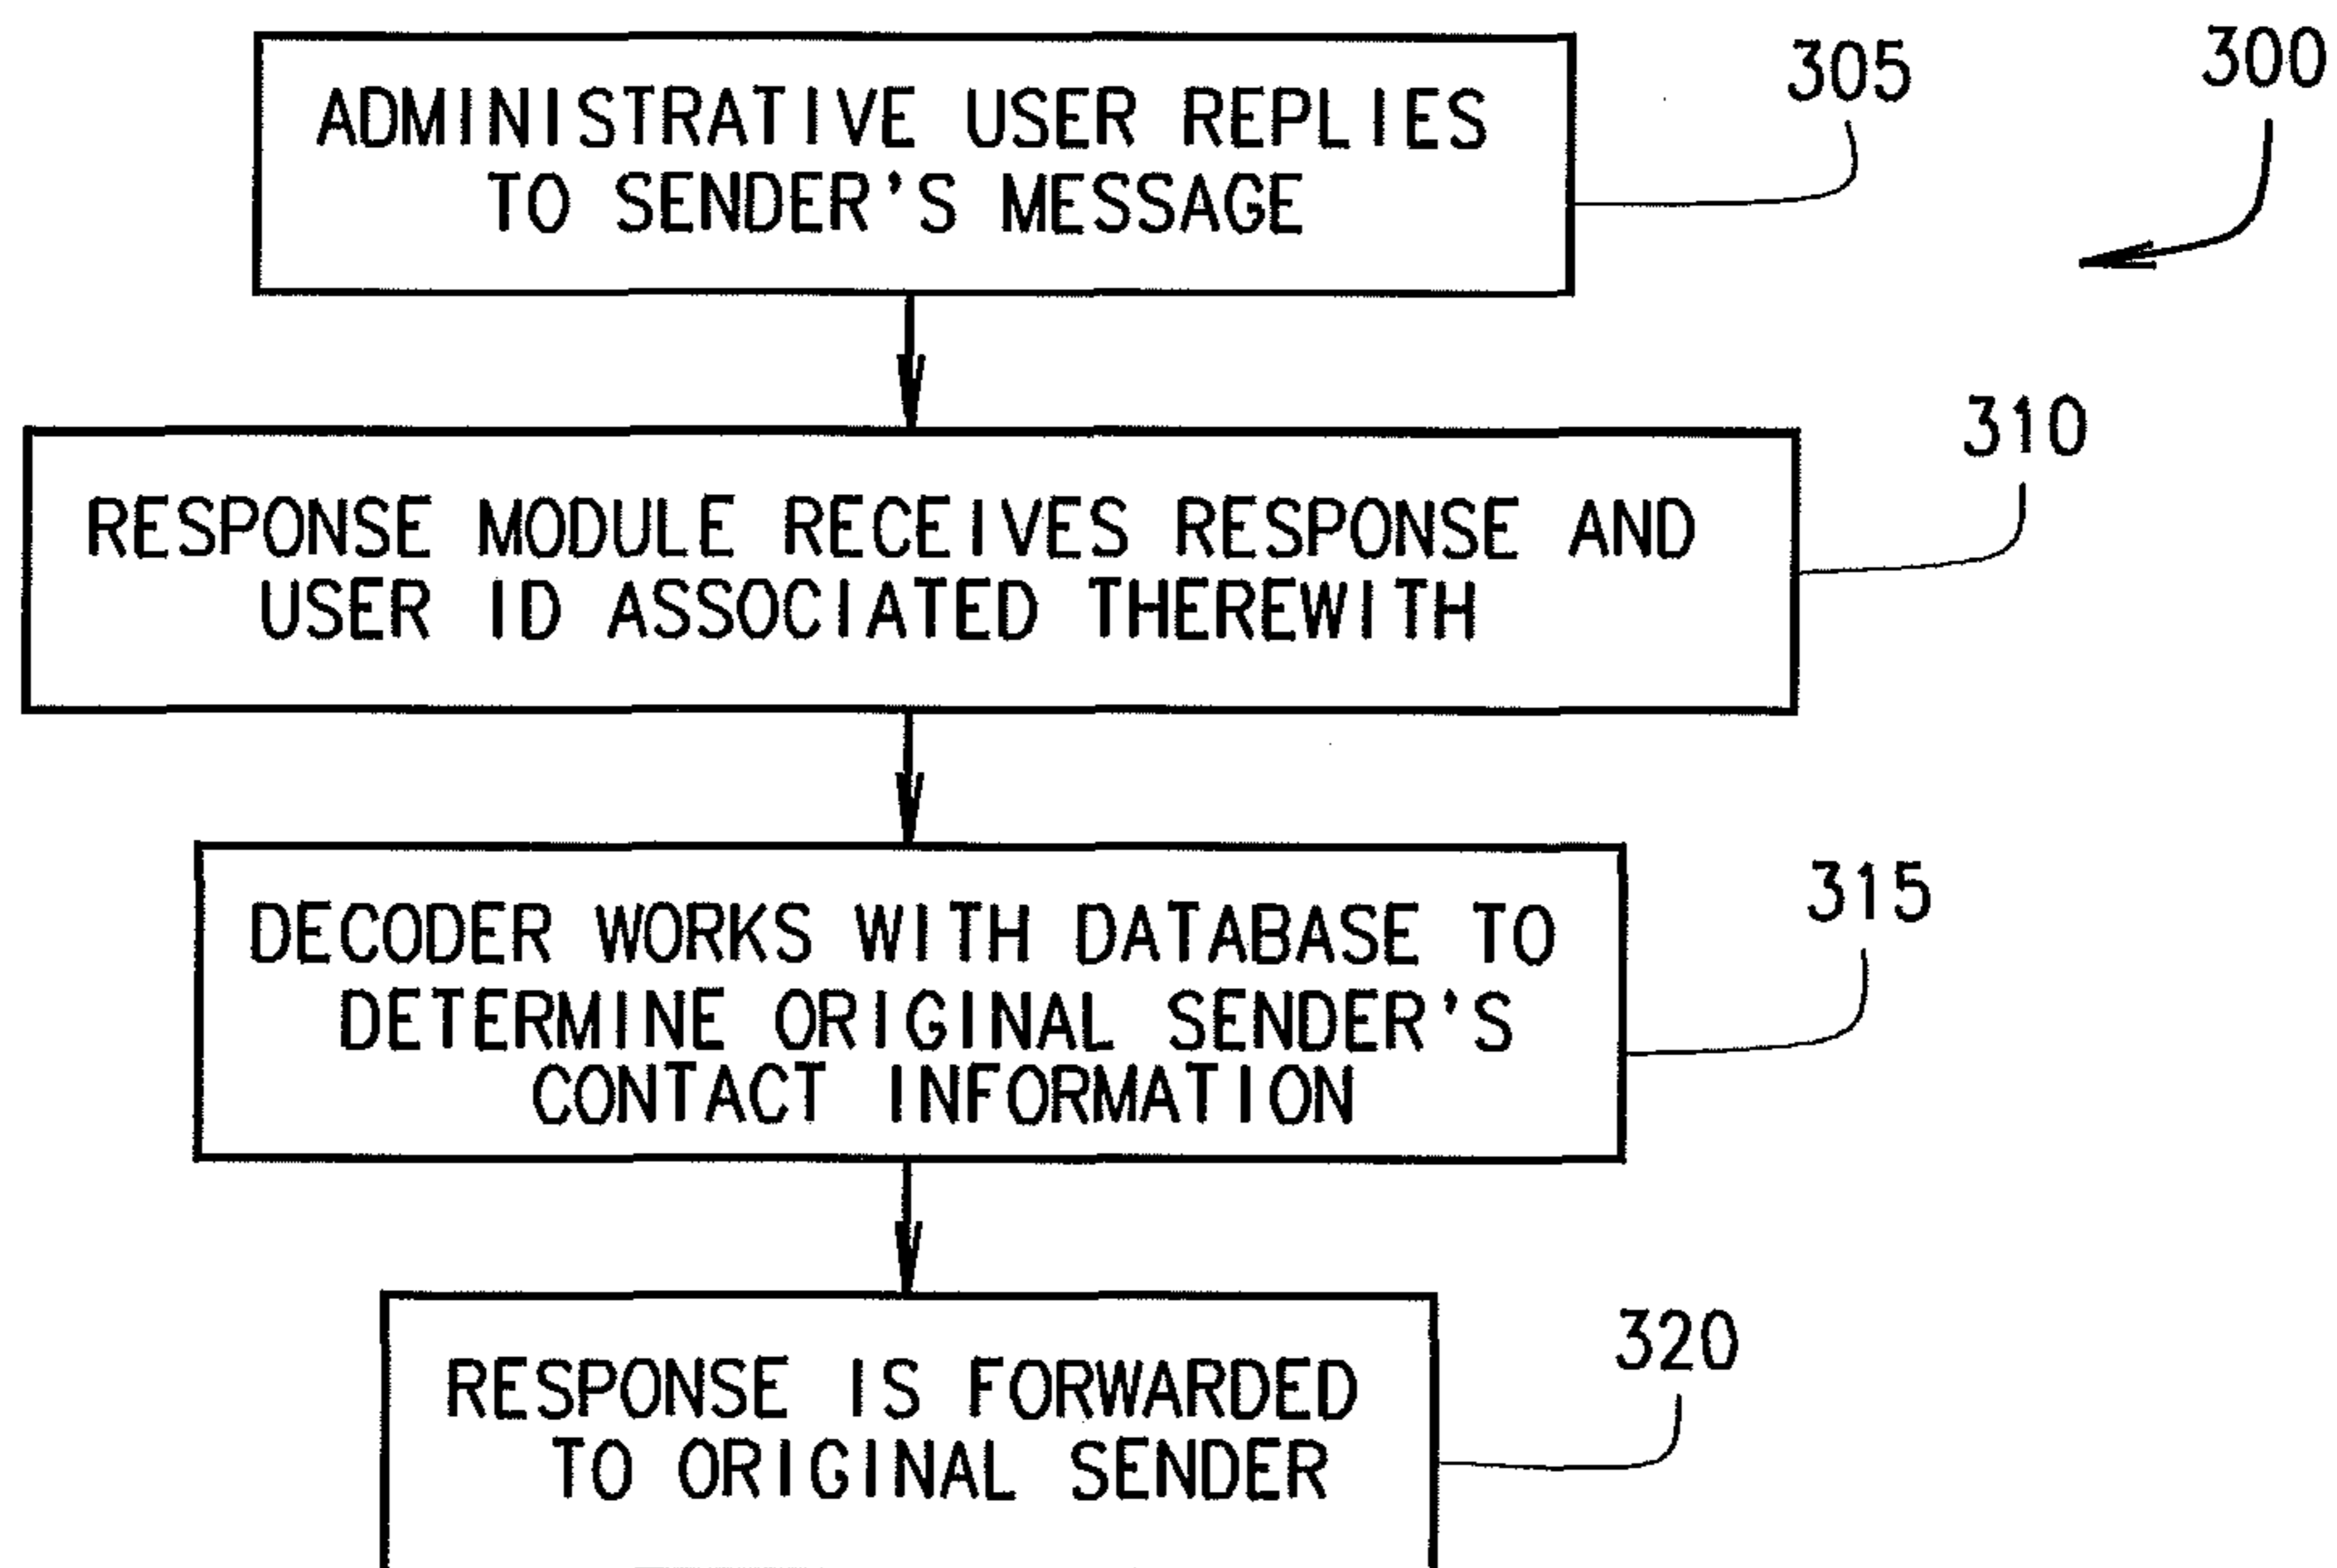 300
305
ADMINISTRATIVE USER REPLIES
TO SENDER'S MESSAGE
310
RESPONSE MODULE RECEIVES RESPONSE AND
USER ID ASSOCIATED THEREWITH
315
DECODER WORKS WITH DATABASE TO
DETERMINE ORIGINAL SENDER'S
CONTACT INFORMATION
320
RESPONSE IS FORWARDED
TO ORIGINAL SENDER